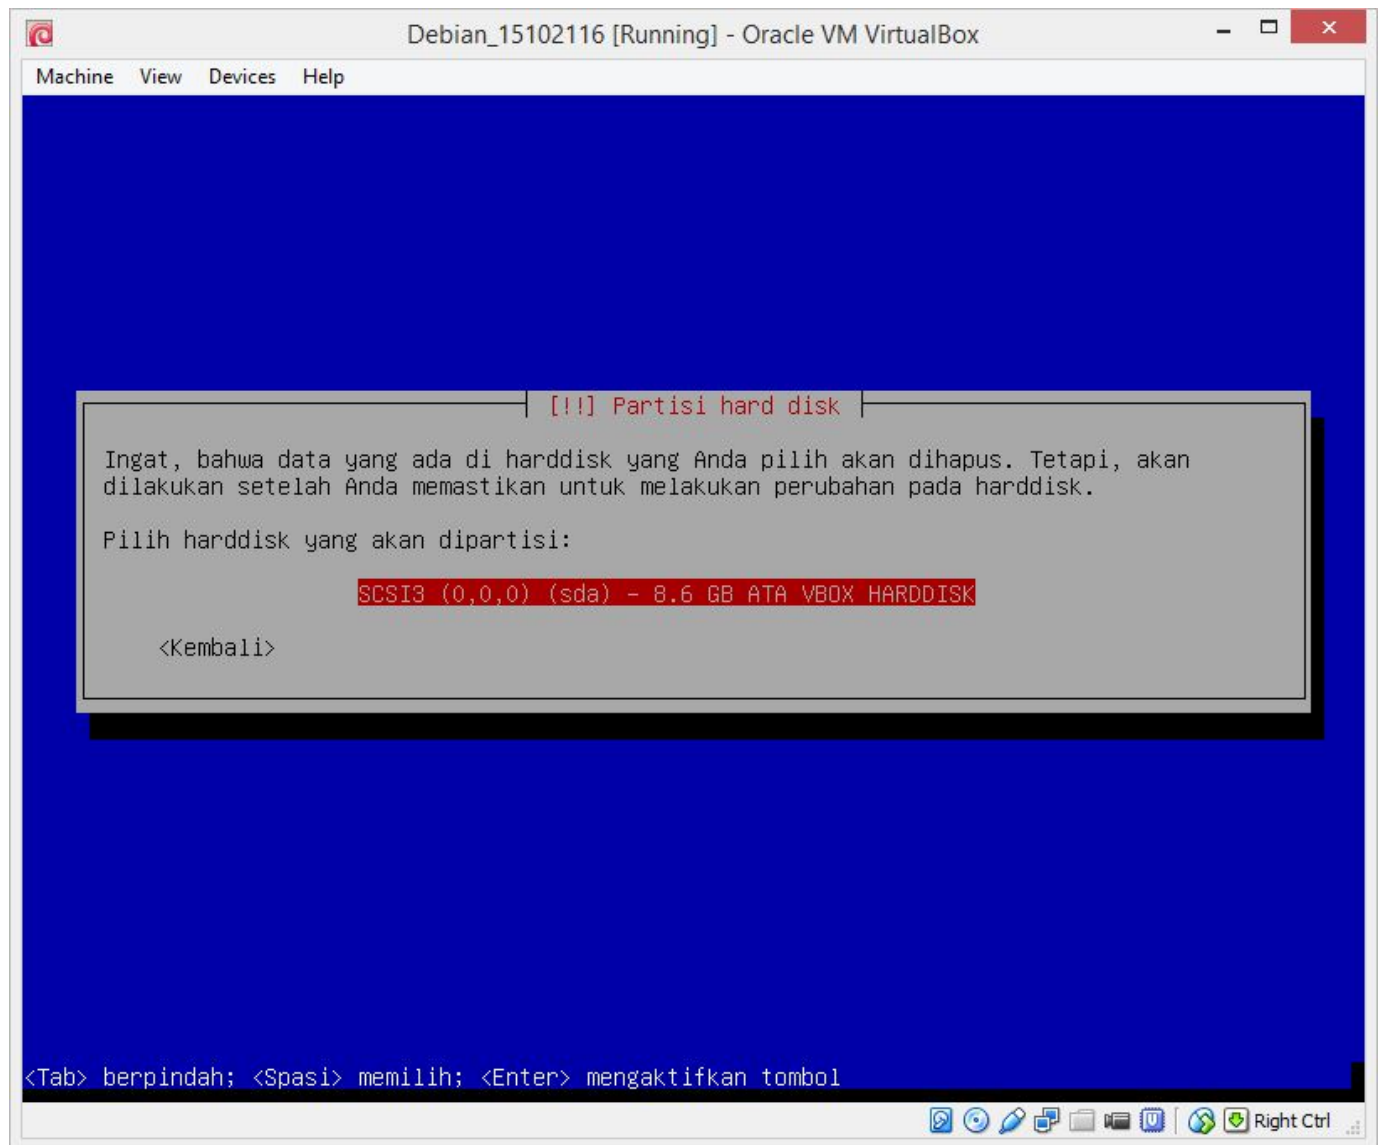 Debian_15102116 [Running] - Oracle VM VirtualBox
Machine View Devices Help
[!!] Partisi hard disk
Ingat, bahwa data yang ada di harddisk yang Anda pilih akan dihapus. Tetapi, akan
dilakukan setelah Anda memastikan untuk melakukan perubahan pada harddisk.
Pilih harddisk yang akan dipartisi:
SCSI3 (0,0,0) (sda) - 8.6 GB ATA VBOX HARDDISK
<Kembali>
<Tab> berpindah; <Spasi> memilih; <Enter> mengaktifkan tombol
Right Ctrl